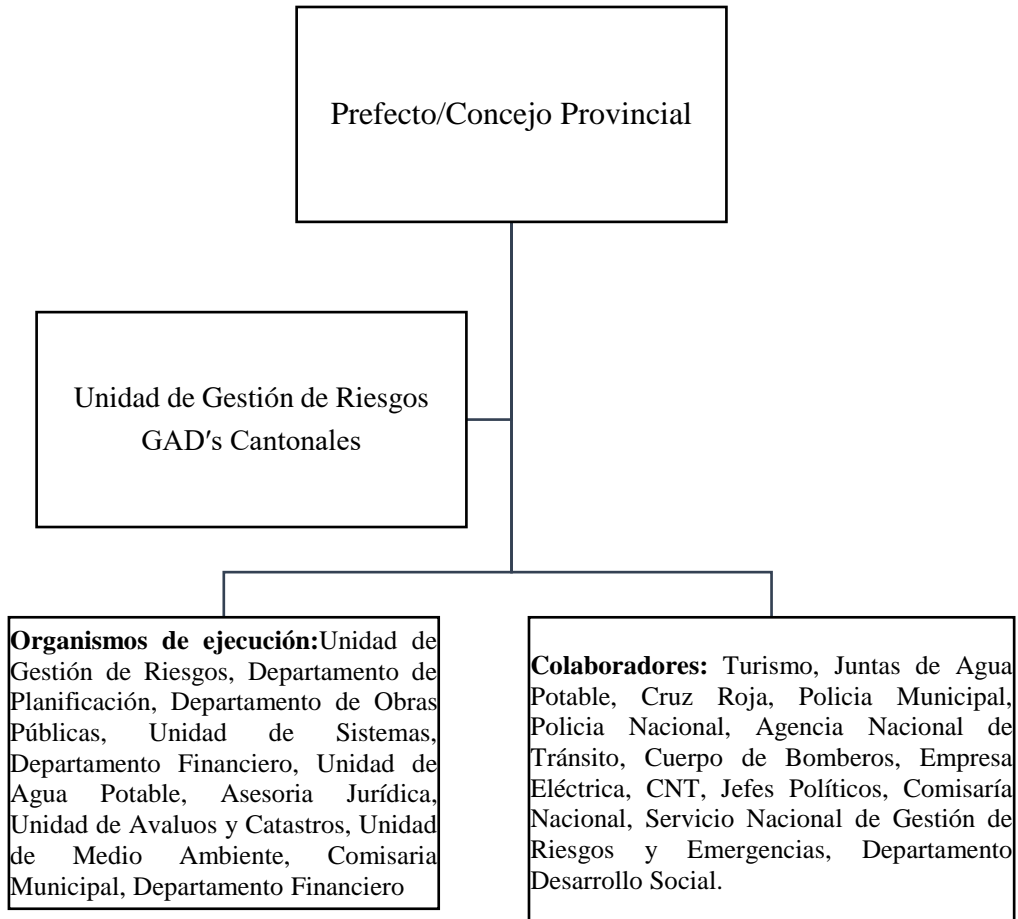 Prefecto/Concejo Provincial
Unidad de Gestión de Riesgos
GAD′s Cantonales
Organismos de ejecución:Unidad de
Gestión de Riesgos, Departamento de
Planificación, Departamento de Obras
Públicas, Unidad de Sistemas,
Departamento Financiero, Unidad de
Agua Potable, Asesoria Jurídica,
Unidad de Avaluos y Catastros, Unidad
de Medio Ambiente, Comisaria
Municipal, Departamento Financiero
Colaboradores: Turismo, Juntas de Agua
Potable, Cruz Roja, Policia Municipal,
Policia Nacional, Agencia Nacional de
Tránsito, Cuerpo de Bomberos, Empresa
Eléctrica, CNT, Jefes Políticos, Comisaría
Nacional, Servicio Nacional de Gestión de
Riesgos y Emergencias, Departamento
Desarrollo Social.